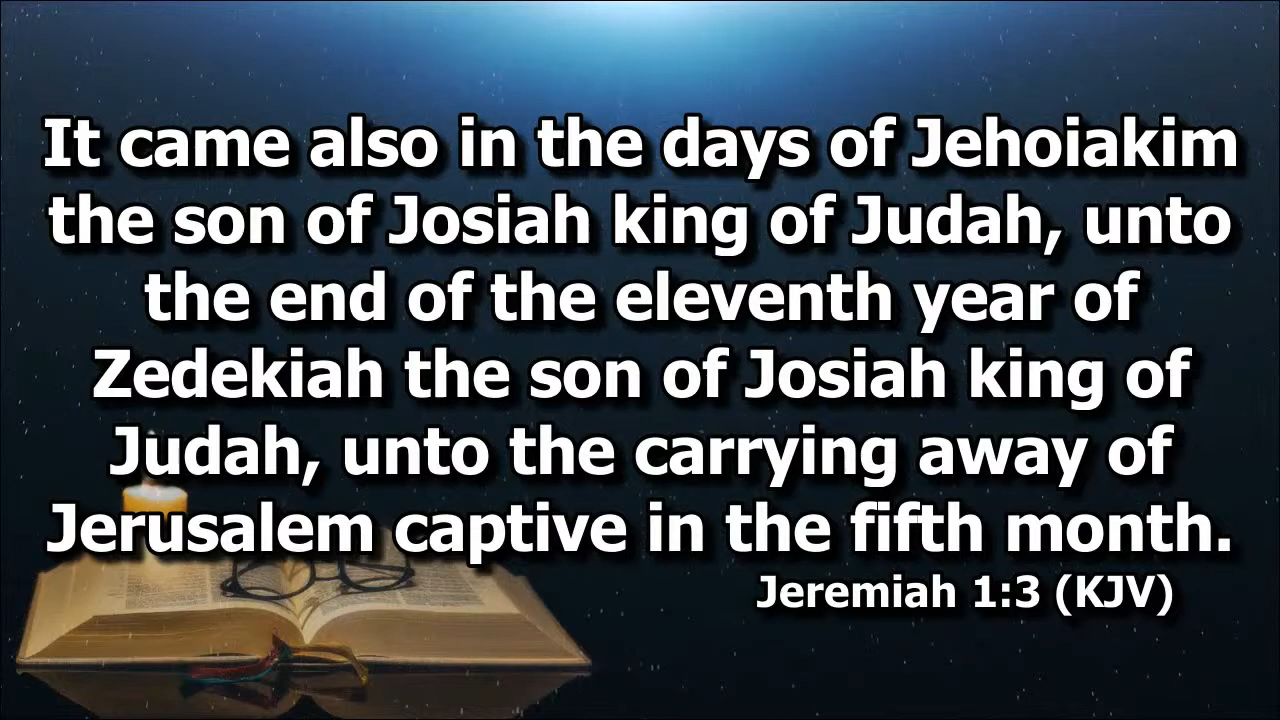 It came also in the days of Jehoiakim
the son of Josiah king of Judah, unto
the end of the eleventh year of
Zedekiah the son of Josiah king of
Judah, unto the carrying away of
Jerusalem captive in the fifth month.
Jeremiah 1:3 (KJV)